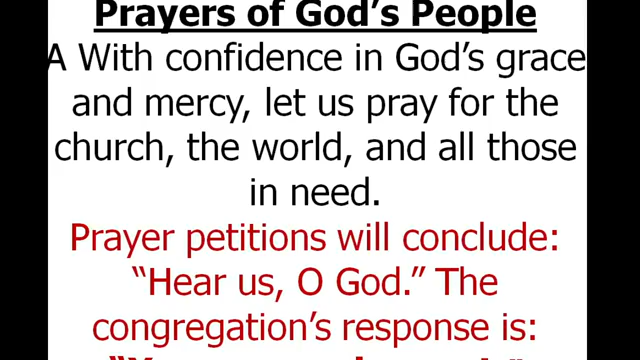 Prayers of God’s People
A With confidence in God’s grace
and mercy, let us pray for the
church, the world, and all those
in need.
Prayer petitions will conclude:
“Hear us, O God.” The
congregation’s response is: